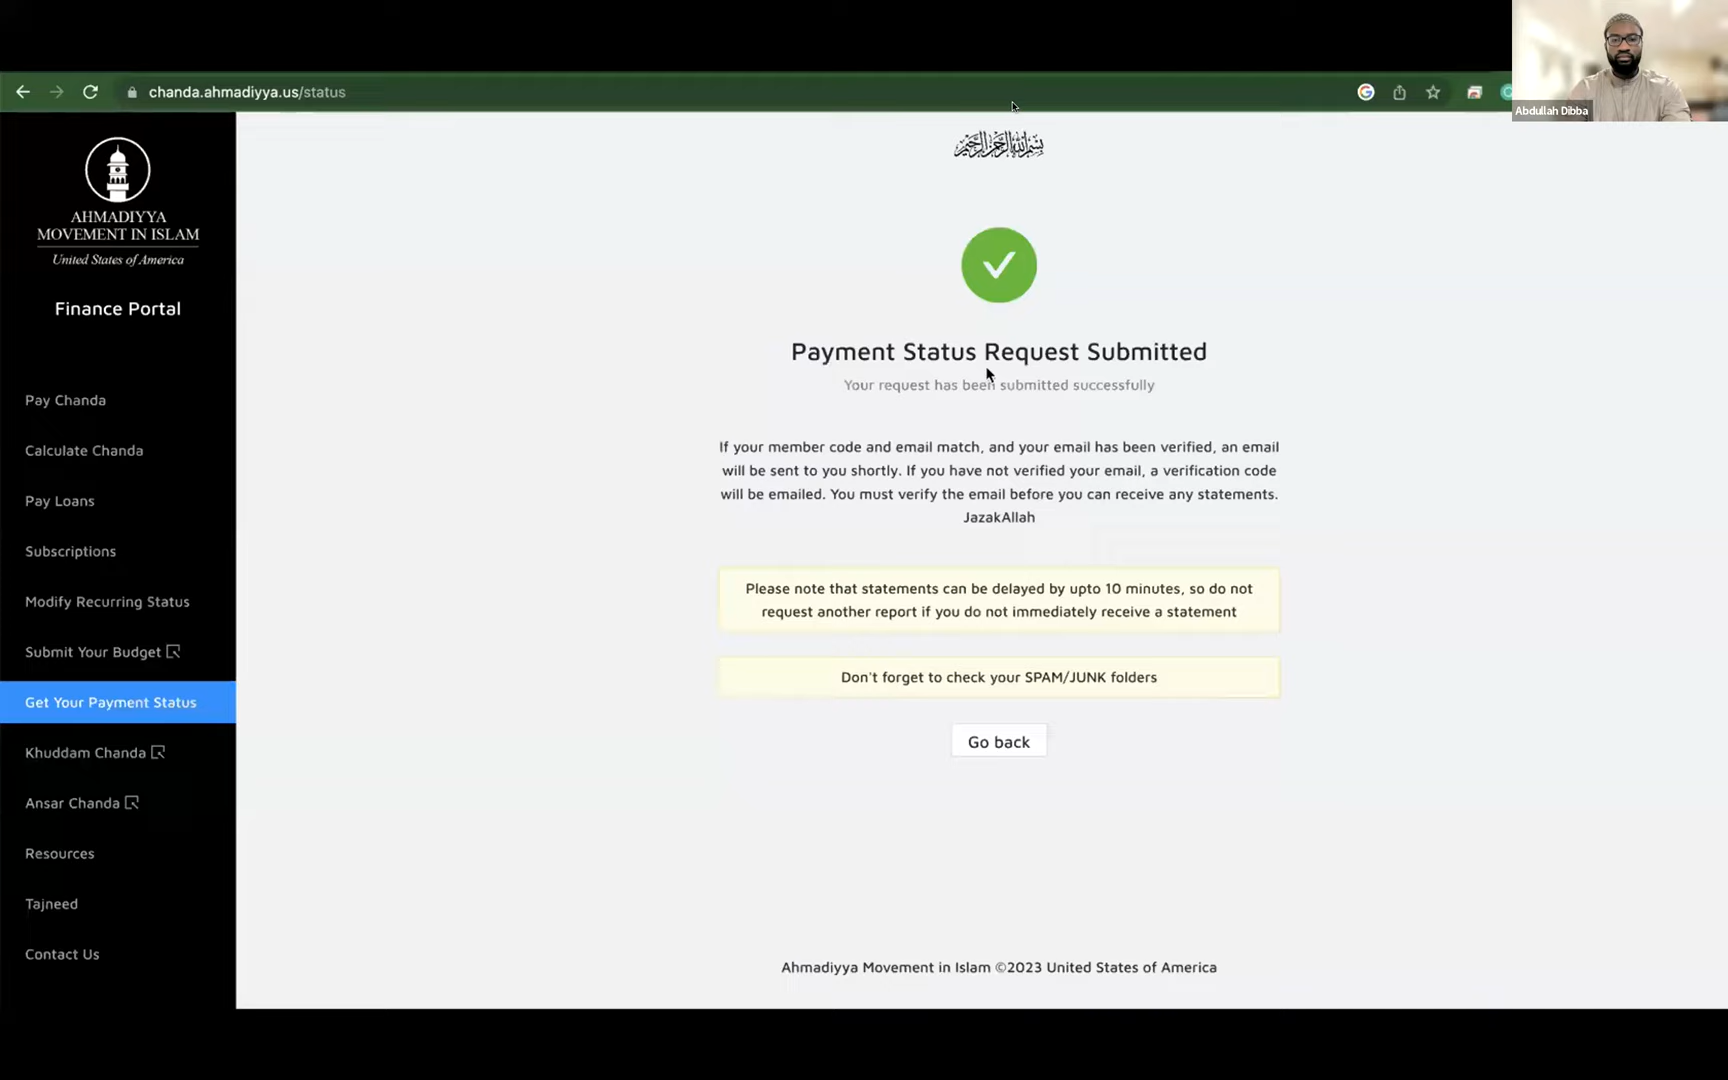 chanda.ahmadiyya.us/status
Abdullah Dibba
بسم الله الرحمن الرحيم
AHMADIYYA
MOVEMENT IN ISLAM
United States of America
Finance Portal
Pay Chanda
Calculate Chanda
Pay Loans
Subscriptions
Modify Recurring Status
Submit Your Budget
Get Your Payment Status
Khuddam Chanda
Ansar Chanda
Resources
Tajneed
Contact Us
Payment Status Request Submitted
Your request has been submitted successfully
If your member code and email match, and your email has been verified, an email
will be sent to you shortly. If you have not verified your email, a verification code
will be emailed. You must verify the email before you can receive any statements.
JazakAllah
Please note that statements can be delayed by upto 10 minutes, so do not
request another report if you do not immediately receive a statement
Don't forget to check your SPAM/JUNK folders
Go back
Ahmadiyya Movement in Islam ©2023 United States of America